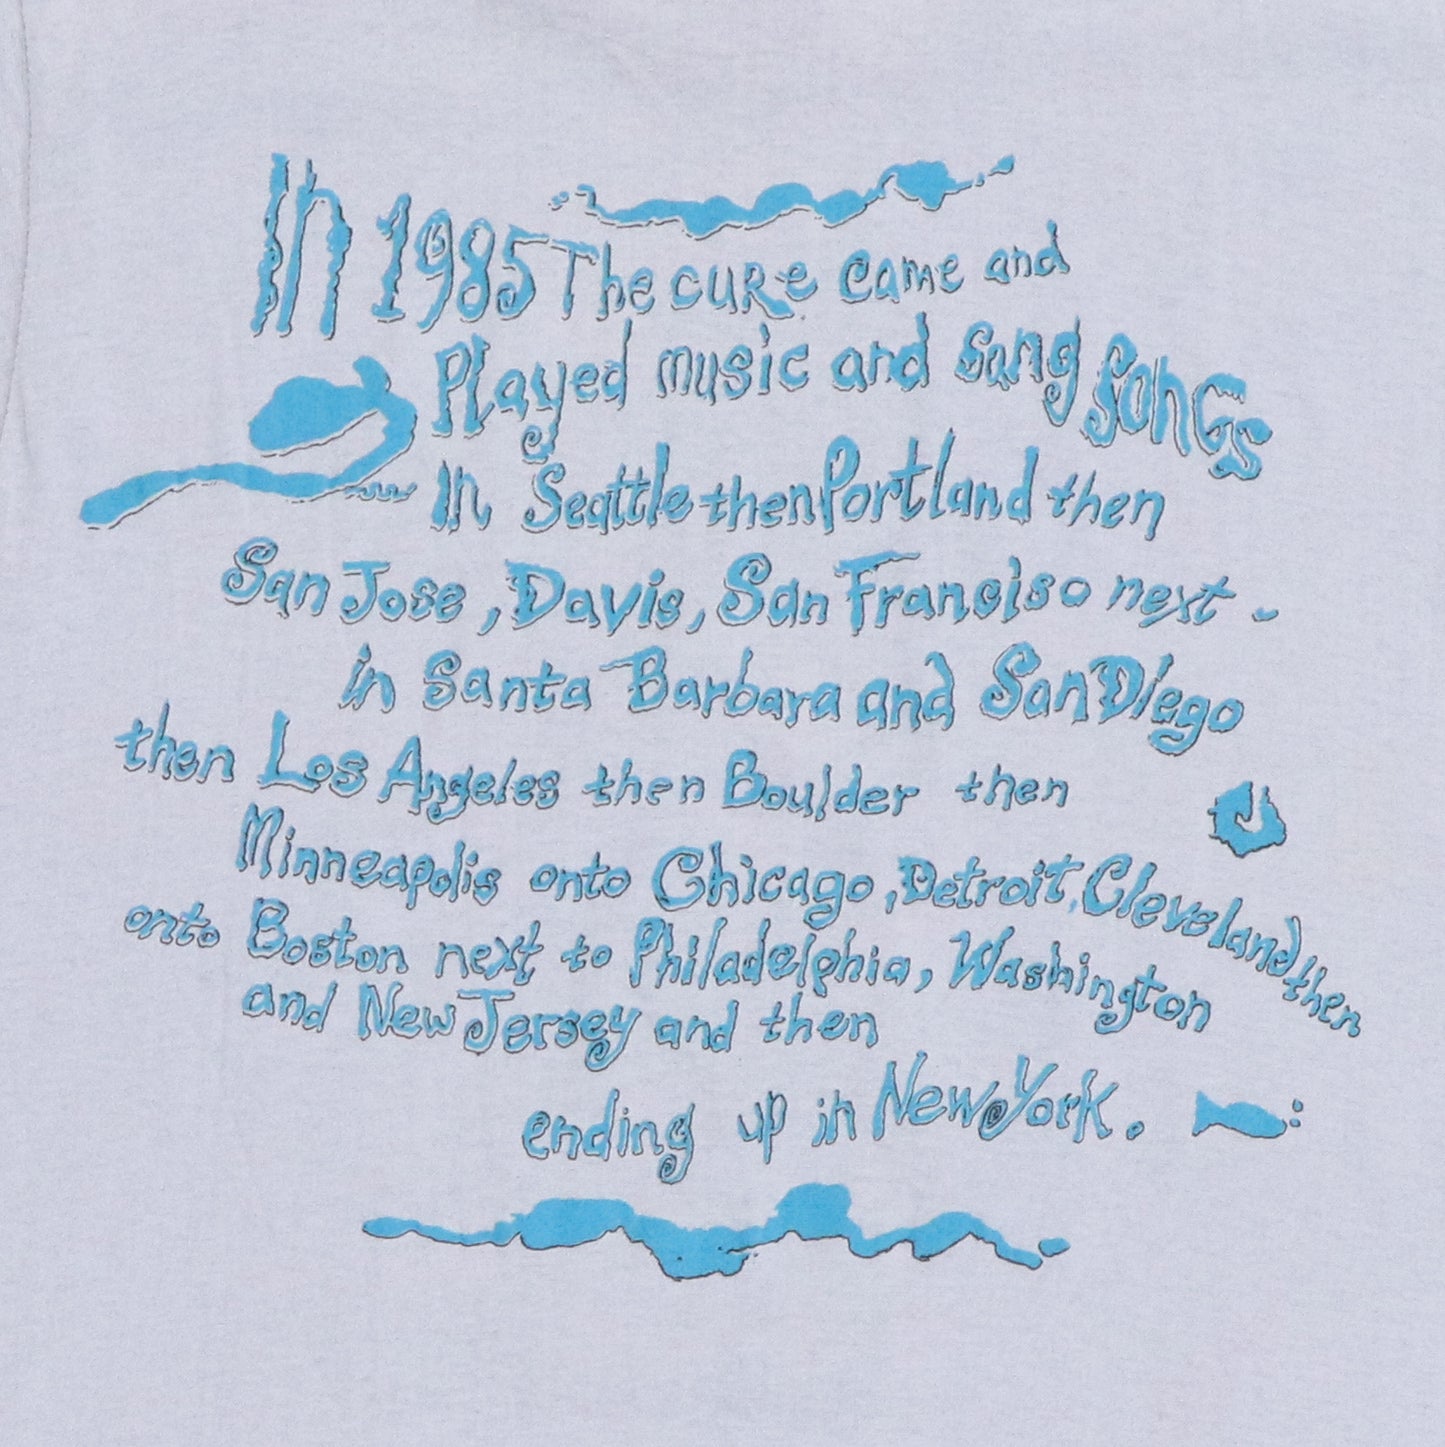 In 1985 The CURE came and
Played music and sang songs
In Seattle then Portland then
San Jose, Davis, San Francisco next -
in Santa Barbara and San Diego
then Los Angeles then Boulder then
Minneapolis onto Chicago, Detroit, Cleveland then
onto Boston next to Philadelphia, Washington
and New Jersey and then
ending up in New York.